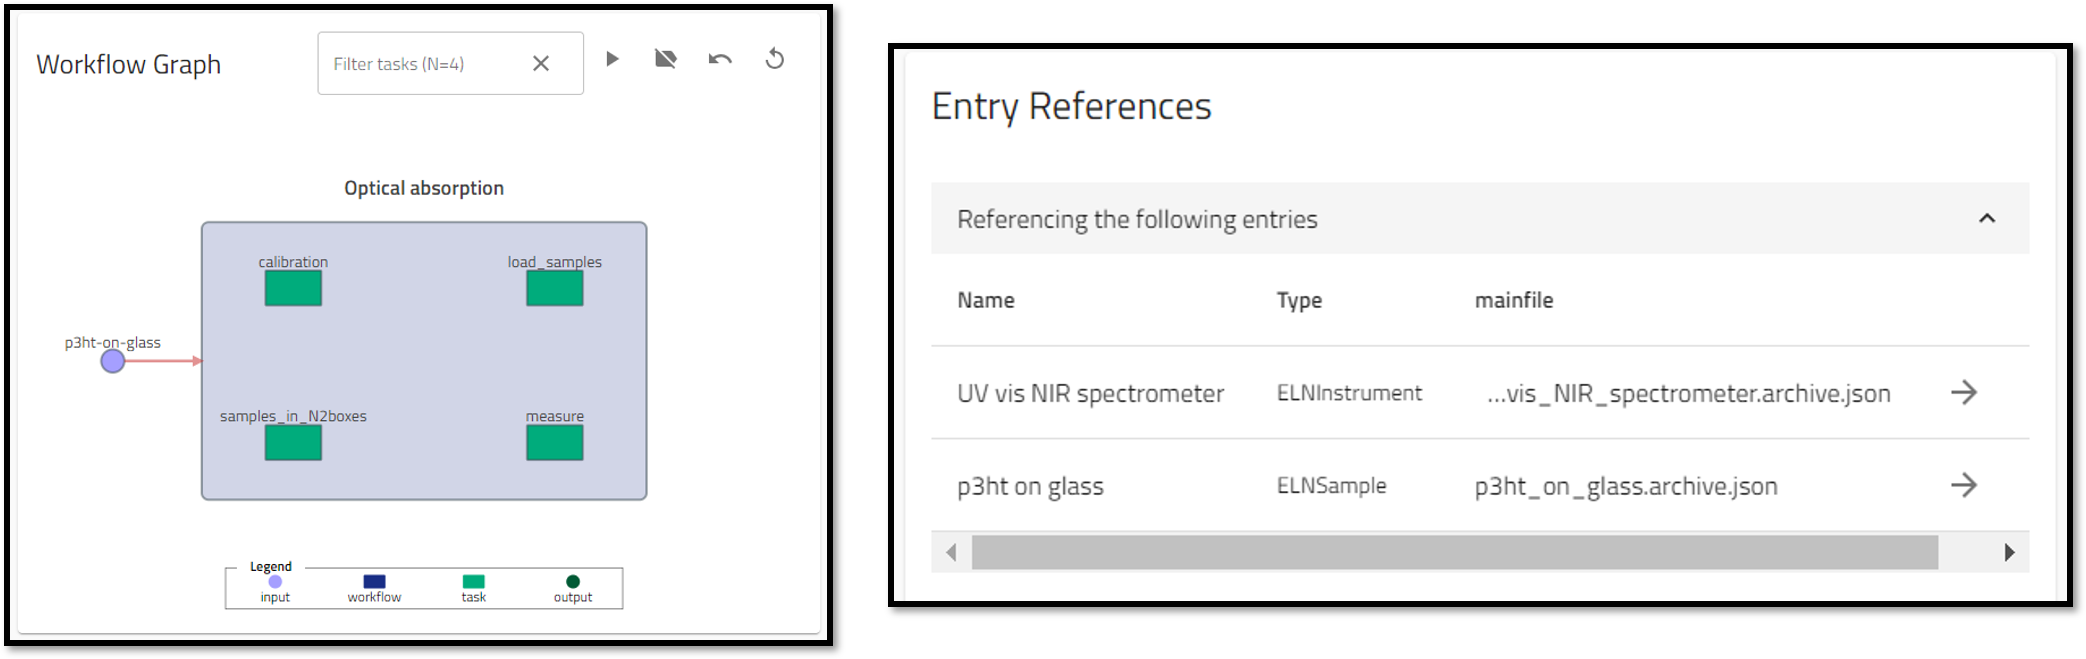 Workflow Graph
Filter tasks (N=4)
Optical absorption
calibration
load_samples
p3ht-on-glass
samples_in_N2boxes
measure
Legend
input
workflow
task
output
Entry References
Referencing the following entries
Name Type mainfile
UV vis NIR spectrometer ELNInstrument ...vis_NIR_spectrometer.archive.json
p3ht on glass ELNSample p3ht_on_glass.archive.json